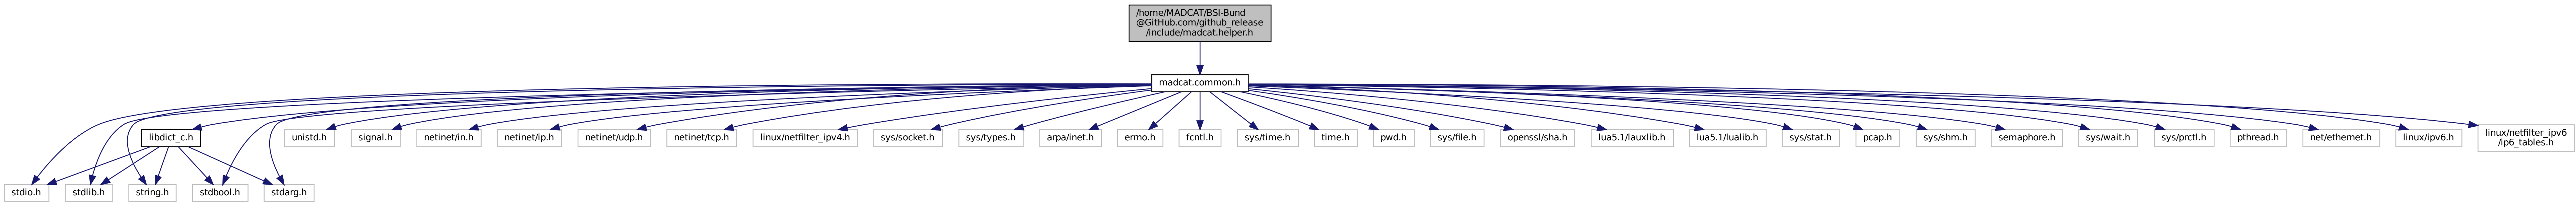 /home/MADCAT/BSI-Bund
@GitHub.com/github_release
/include/madcat.helper.h
madcat.common.h
libdict_c.h
unistd.h
signal.h
netinet/in.h
netinet/ip.h
netinet/udp.h
netinet/tcp.h
linux/netfilter_ipv4.h
sys/socket.h
sys/types.h
arpa/inet.h
errno.h
fcntl.h
sys/time.h
time.h
pwd.h
sys/file.h
openssl/sha.h
lua5.1/lauxlib.h
lua5.1/lualib.h
sys/stat.h
pcap.h
sys/shm.h
semaphore.h
sys/wait.h
sys/prctl.h
pthread.h
net/ethernet.h
linux/ipv6.h
linux/netfilter_ipv6
/ip6_tables.h
stdio.h
stdlib.h
string.h
stdbool.h
stdarg.h